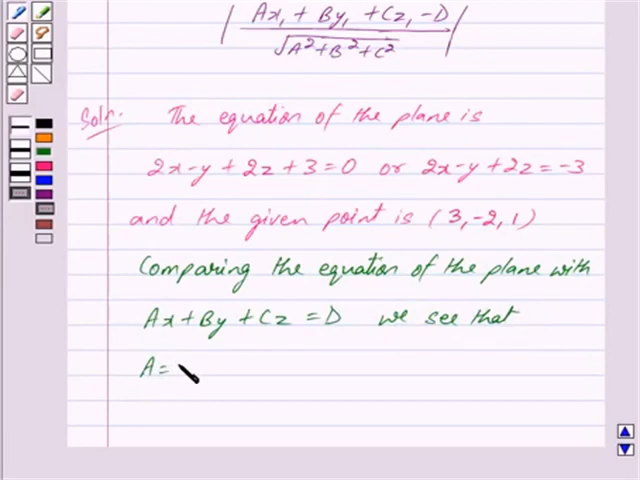 | Ax₁ + By₁ + Cz₁ - D / √A²+B²+C² |
Soln: The equation of the plane is
2x-y+2z+3=0 or 2x-y+2z=-3
and the given point is (3,-2,1)
Comparing the equation of the plane with
Ax+By+Cz=D we see that
A=